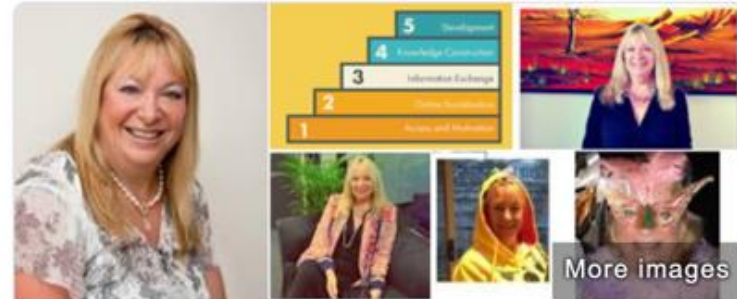 5 Development
4 Knowledge Construction
3 Information Exchange
2 Online Socialisation
1 Access and Motivation
More images